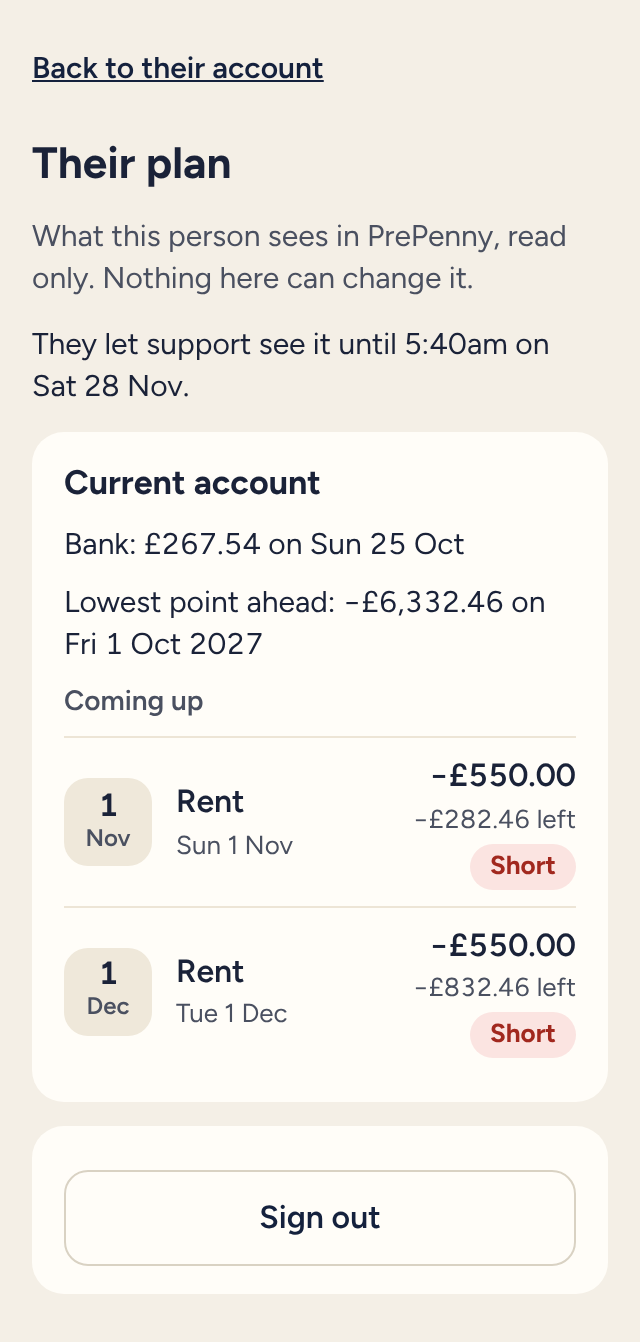 Back to their account
Their plan
What this person sees in PrePenny, read
only. Nothing here can change it.
They let support see it until 5:40am on
Sat 28 Nov.
Current account
Bank: £267.54 on Sun 25 Oct
Lowest point ahead: −£6,332.46 on
Fri 1 Oct 2027
Coming up
1
Nov
Rent
Sun 1 Nov
−£550.00
−£282.46 left
Short
1
Dec
Rent
Tue 1 Dec
−£550.00
−£832.46 left
Short
Sign out